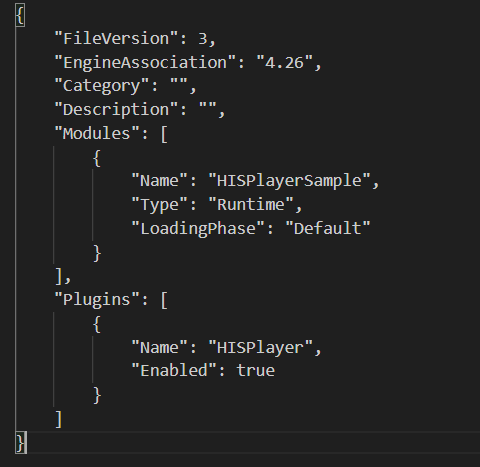 {
    "FileVersion": 3,
    "EngineAssociation": "4.26",
    "Category": "",
    "Description": "",
    "Modules": [
        {
            "Name": "HISPlayerSample",
            "Type": "Runtime",
            "LoadingPhase": "Default"
        }
    ],
    "Plugins": [
        {
            "Name": "HISPlayer",
            "Enabled": true
        }
    ]
}